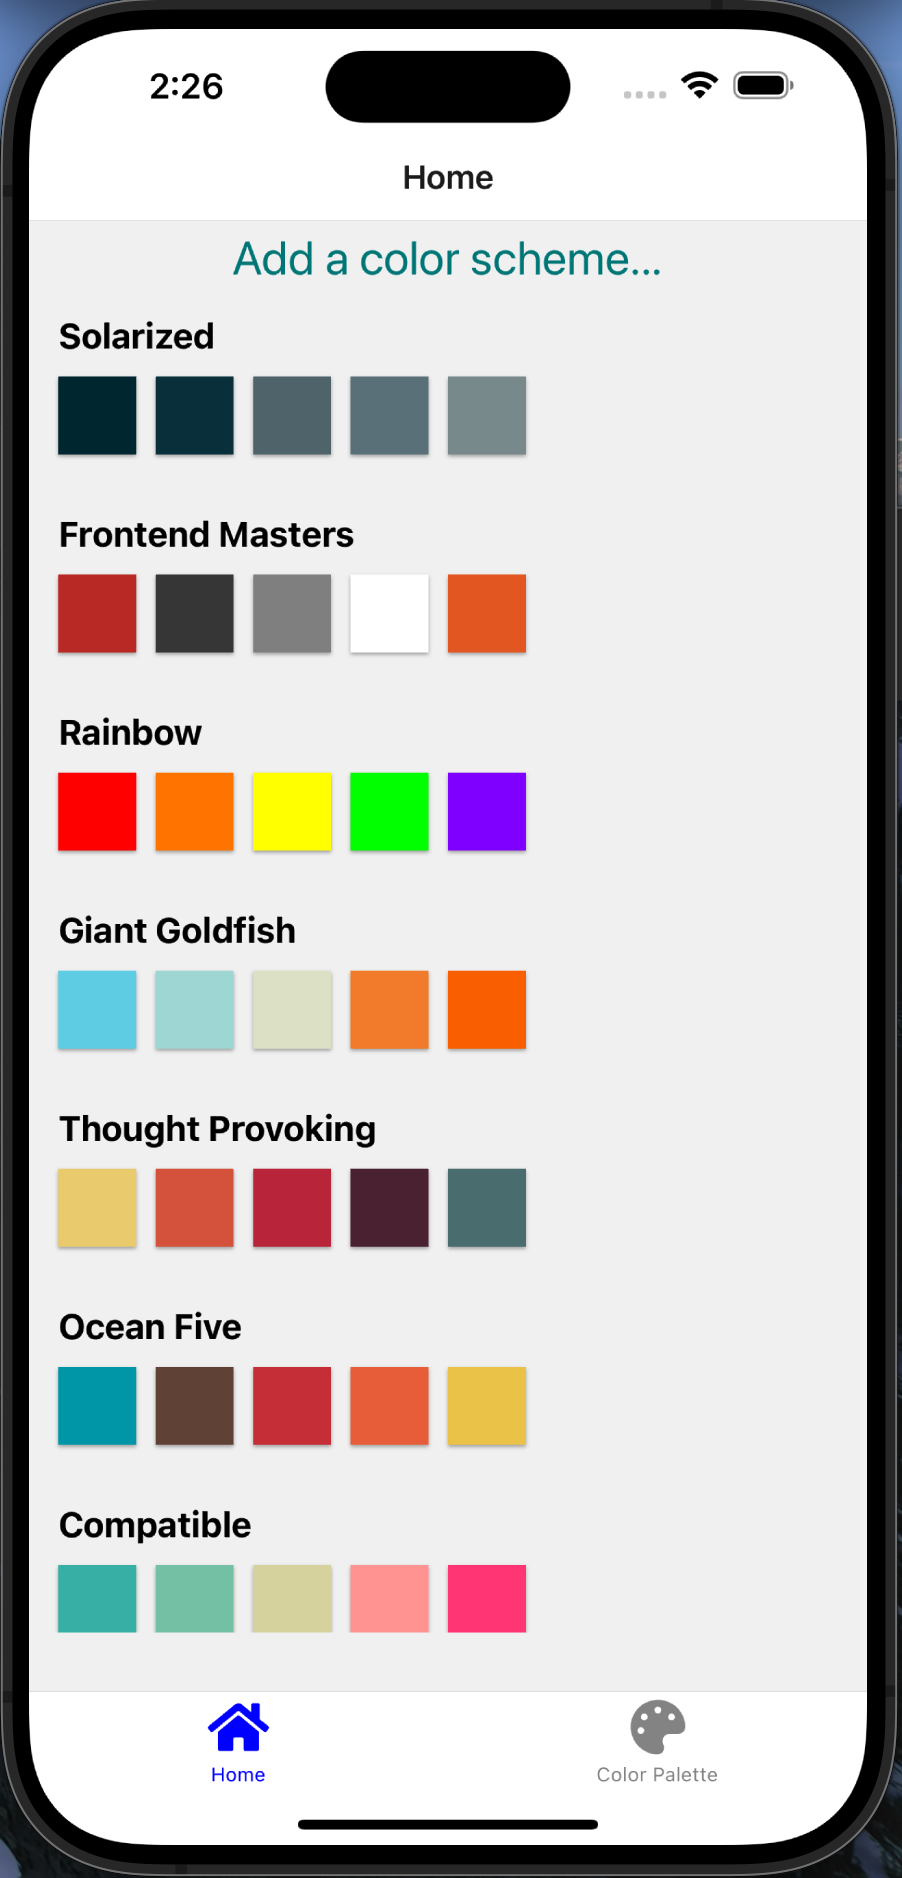 2:26
Home
Add a color scheme...
Solarized
Frontend Masters
Rainbow
Giant Goldfish
Thought Provoking
Ocean Five
Compatible
Home
Color Palette